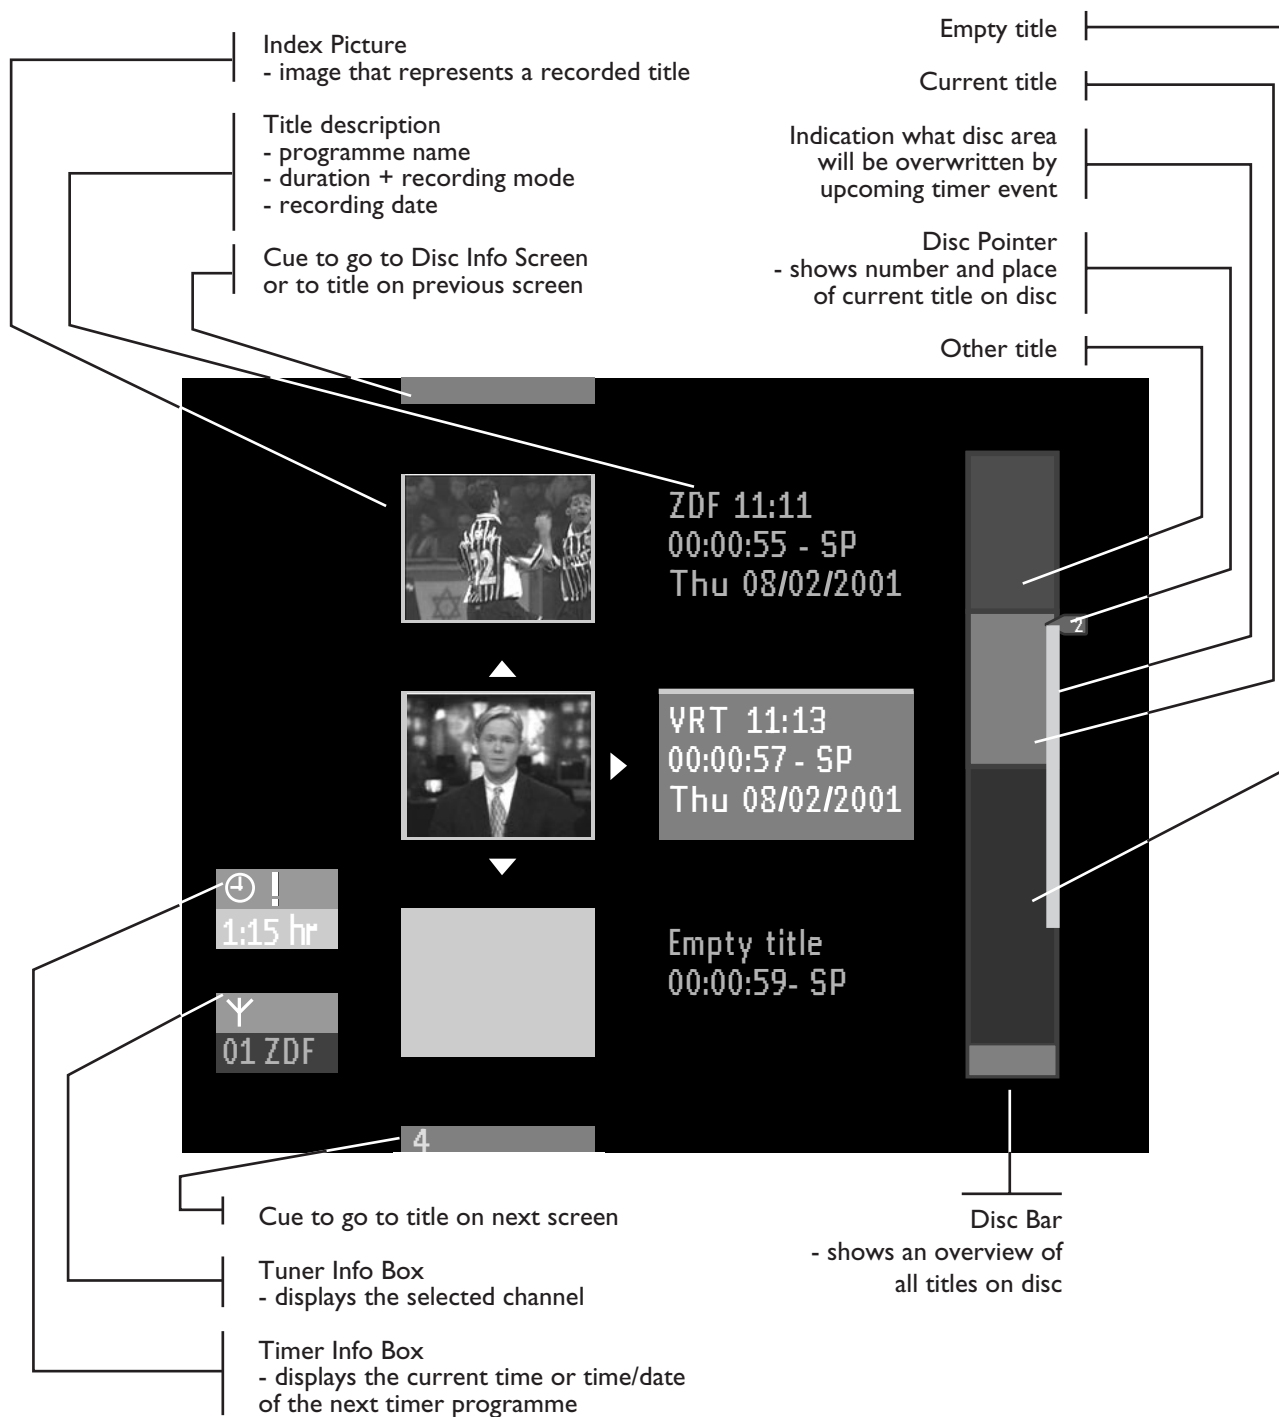 Index Picture
- image that represents a recorded title
Title description
- programme name
- duration + recording mode
- recording date
Cue to go to Disc Info Screen
or to title on previous screen
Empty title
Current title
Indication what disc area
will be overwritten by
upcoming timer event
Disc Pointer
- shows number and place
of current title on disc
Other title
32
ZDF 11:11
00:00:55 - SP
Thu 08/02/2001
2
VRT 11:13
00:00:57 - SP
Thu 08/02/2001
1:15 hr
Empty title
00:00:59- SP
01 ZDF
4
Cue to go to title on next screen
Tuner Info Box
- displays the selected channel
Timer Info Box
- displays the current time or time/date
of the next timer programme
Disc Bar
- shows an overview of
all titles on disc